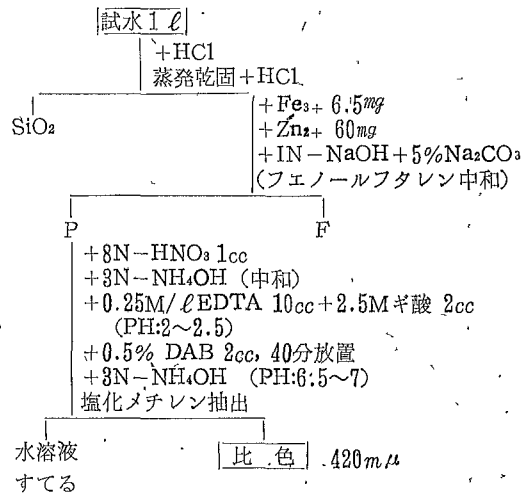 試水1ℓ
+HCl
蒸発乾固+HCl
SiO₂
+Fe₃+ 6.5mg
+Zn₂+ 60mg
+1N-NaOH+5%Na₂CO₃
(フエノールフタレン中和)
P F
+8N-HNO₃ 1cc
+3N-NH₄OH (中和)
+0.25M/ℓEDTA 10cc+2.5Mギ酸 2cc
(PH:2~2.5)
+0.5% DAB 2cc, 40分放置
+3N-NH₄OH (PH:6.5~7)
塩化メチレン抽出
水溶液
すてる
比色 420mμ